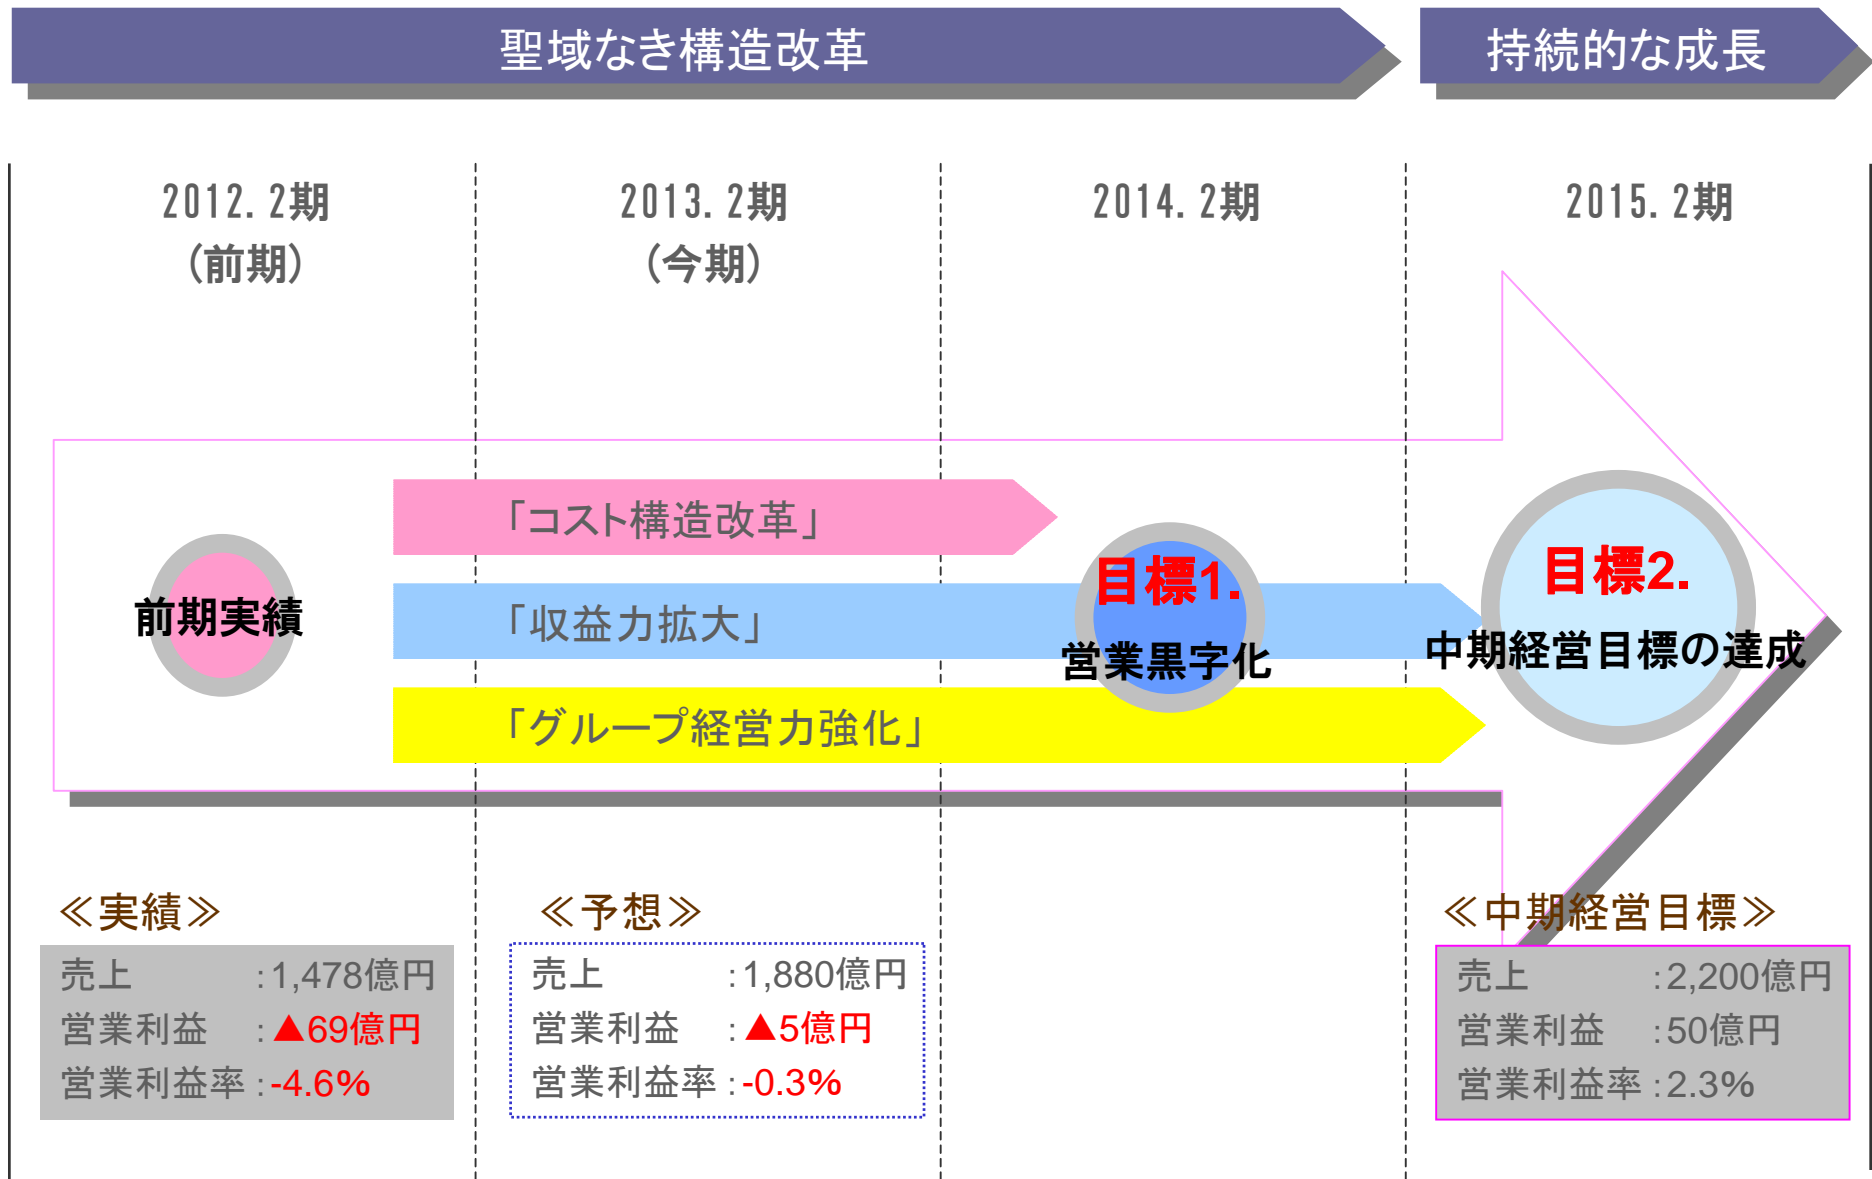 聖域なき構造改革
持続的な成長
2012.2期
(前期)
2013.2期
(今期)
2014.2期
2015.2期
「コスト構造改革」
「収益力拡大」
「グループ経営力強化」
前期実績
目標1.
営業黒字化
目標2.
中期経営目標の達成
≪実績≫
売上 :1,478億円
営業利益 :▲69億円
営業利益率:-4.6%
≪予想≫
売上 :1,880億円
営業利益 :▲5億円
営業利益率:-0.3%
≪中期経営目標≫
売上 :2,200億円
営業利益 :50億円
営業利益率:2.3%